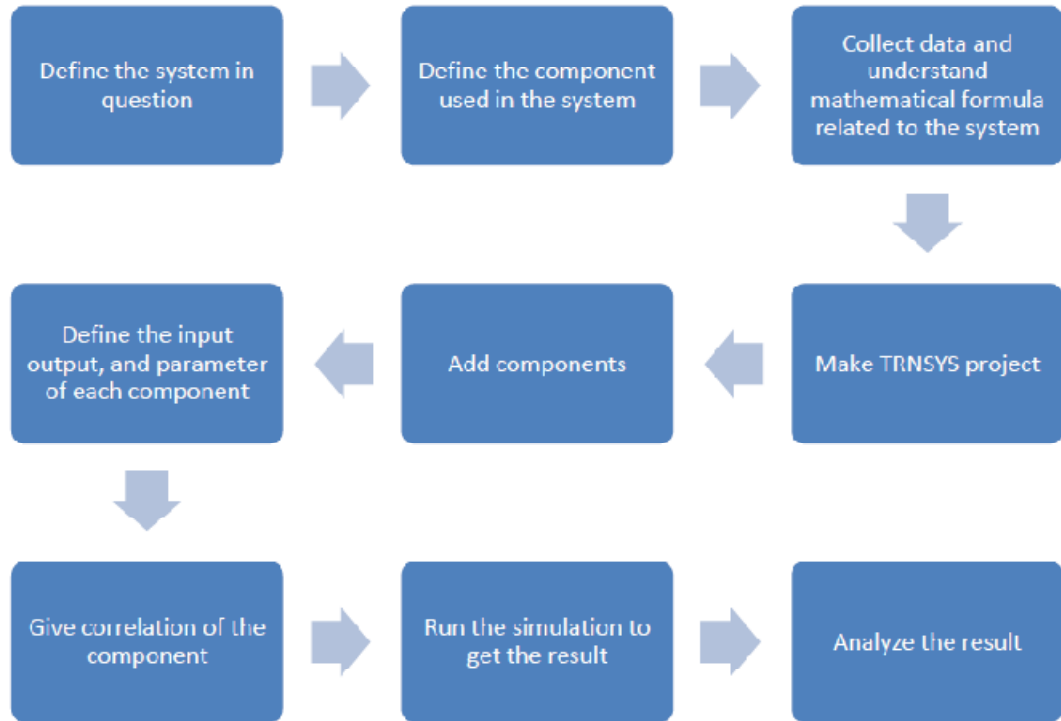 Define the system in
question
Define the component
used in the system
Collect data and
understand
mathematical formula
related to the system
Make TRNSYS project
Add components
Define the input
output, and parameter
of each component
Give correlation of the
component
Run the simulation to
get the result
Analyze the result